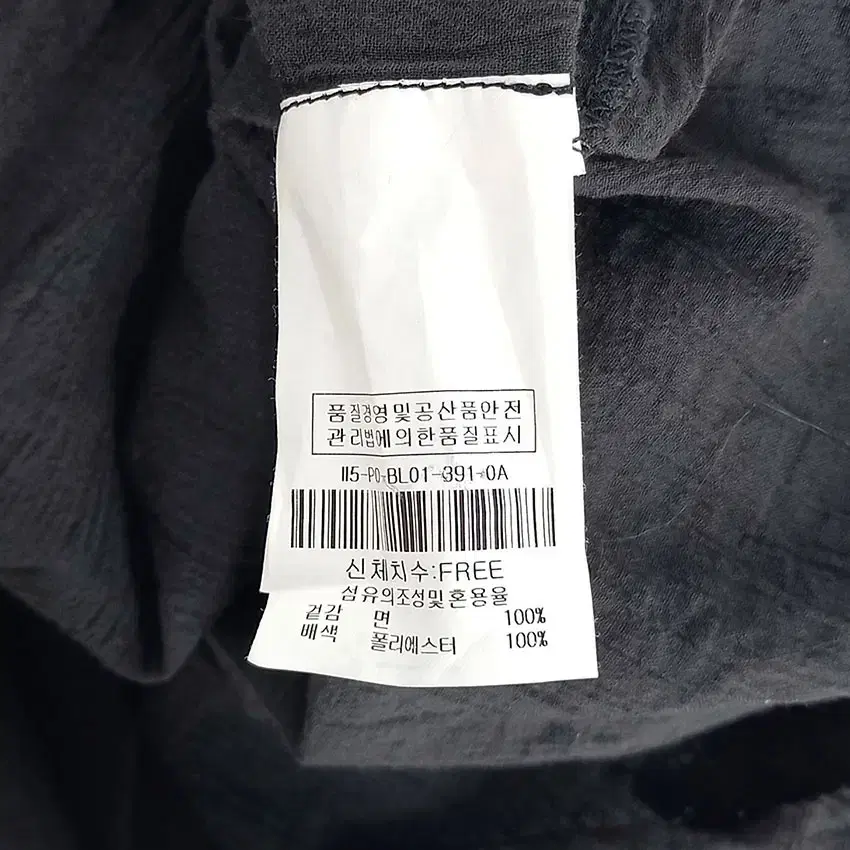 품질경영및공산품안전
관리법에의한품질표시
II5-PO-BL01-391-0A
신체치수:FREE
섬유의조성및혼용율
겉감 면 100%
배색 폴리에스터 100%